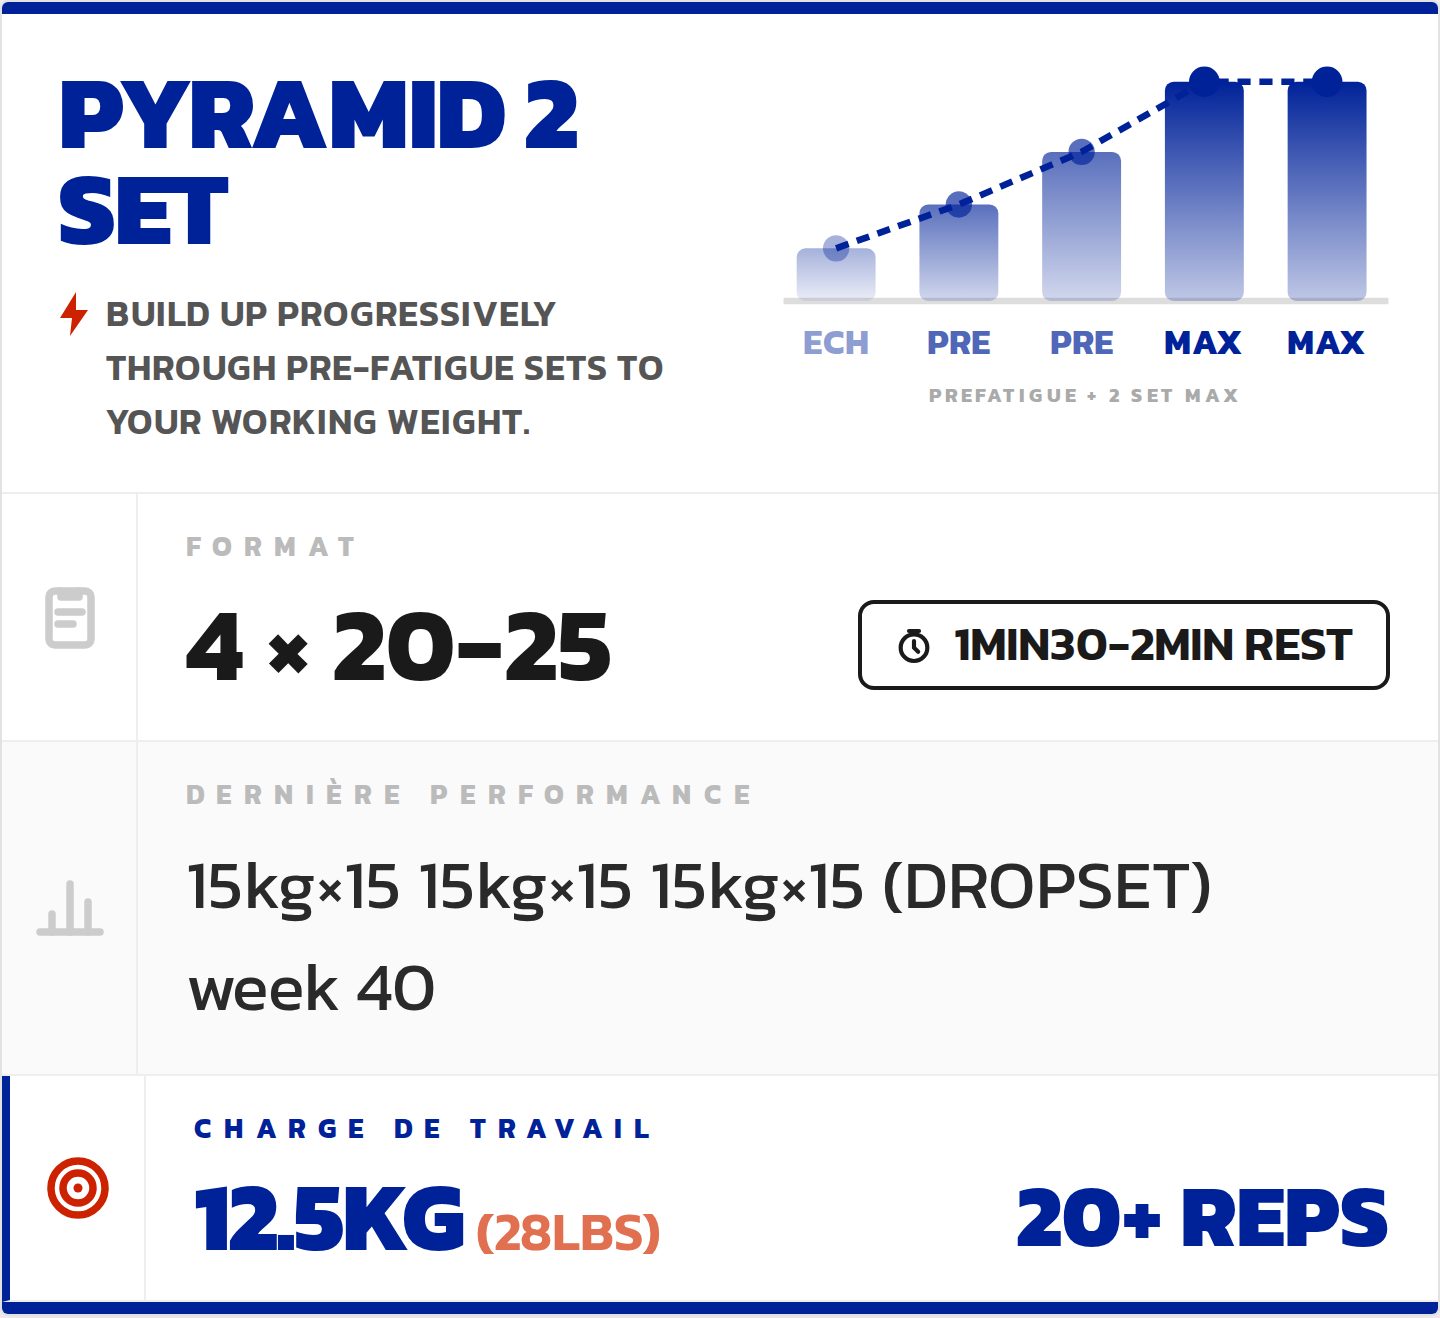 PYRAMID 2
SET
BUILD UP PROGRESSIVELY
THROUGH PRE-FATIGUE SETS TO
YOUR WORKING WEIGHT.
ECH PRE PRE MAX MAX
PREFATIGUE + 2 SET MAX
FORMAT
4 × 20-25
1MIN30-2MIN REST
DERNIÈRE PERFORMANCE
15kg×15 15kg×15 15kg×15 (DROPSET)
week 40
CHARGE DE TRAVAIL
12.5KG (28LBS)
20+ REPS